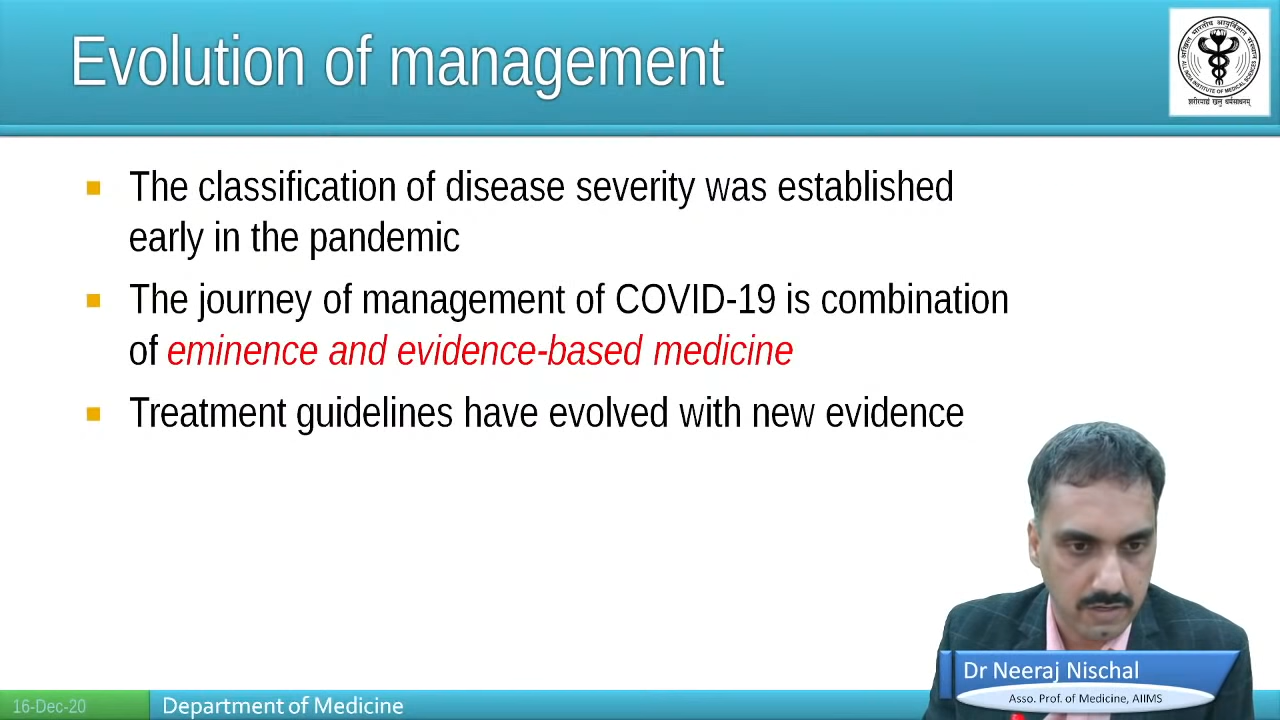 Evolution of management
The classification of disease severity was established
early in the pandemic
The journey of management of COVID-19 is combination
of eminence and evidence-based medicine
Treatment guidelines have evolved with new evidence
Dr Neeraj Nischal
Asso. Prof. of Medicine, AIIMS
16-Dec-20
Department of Medicine